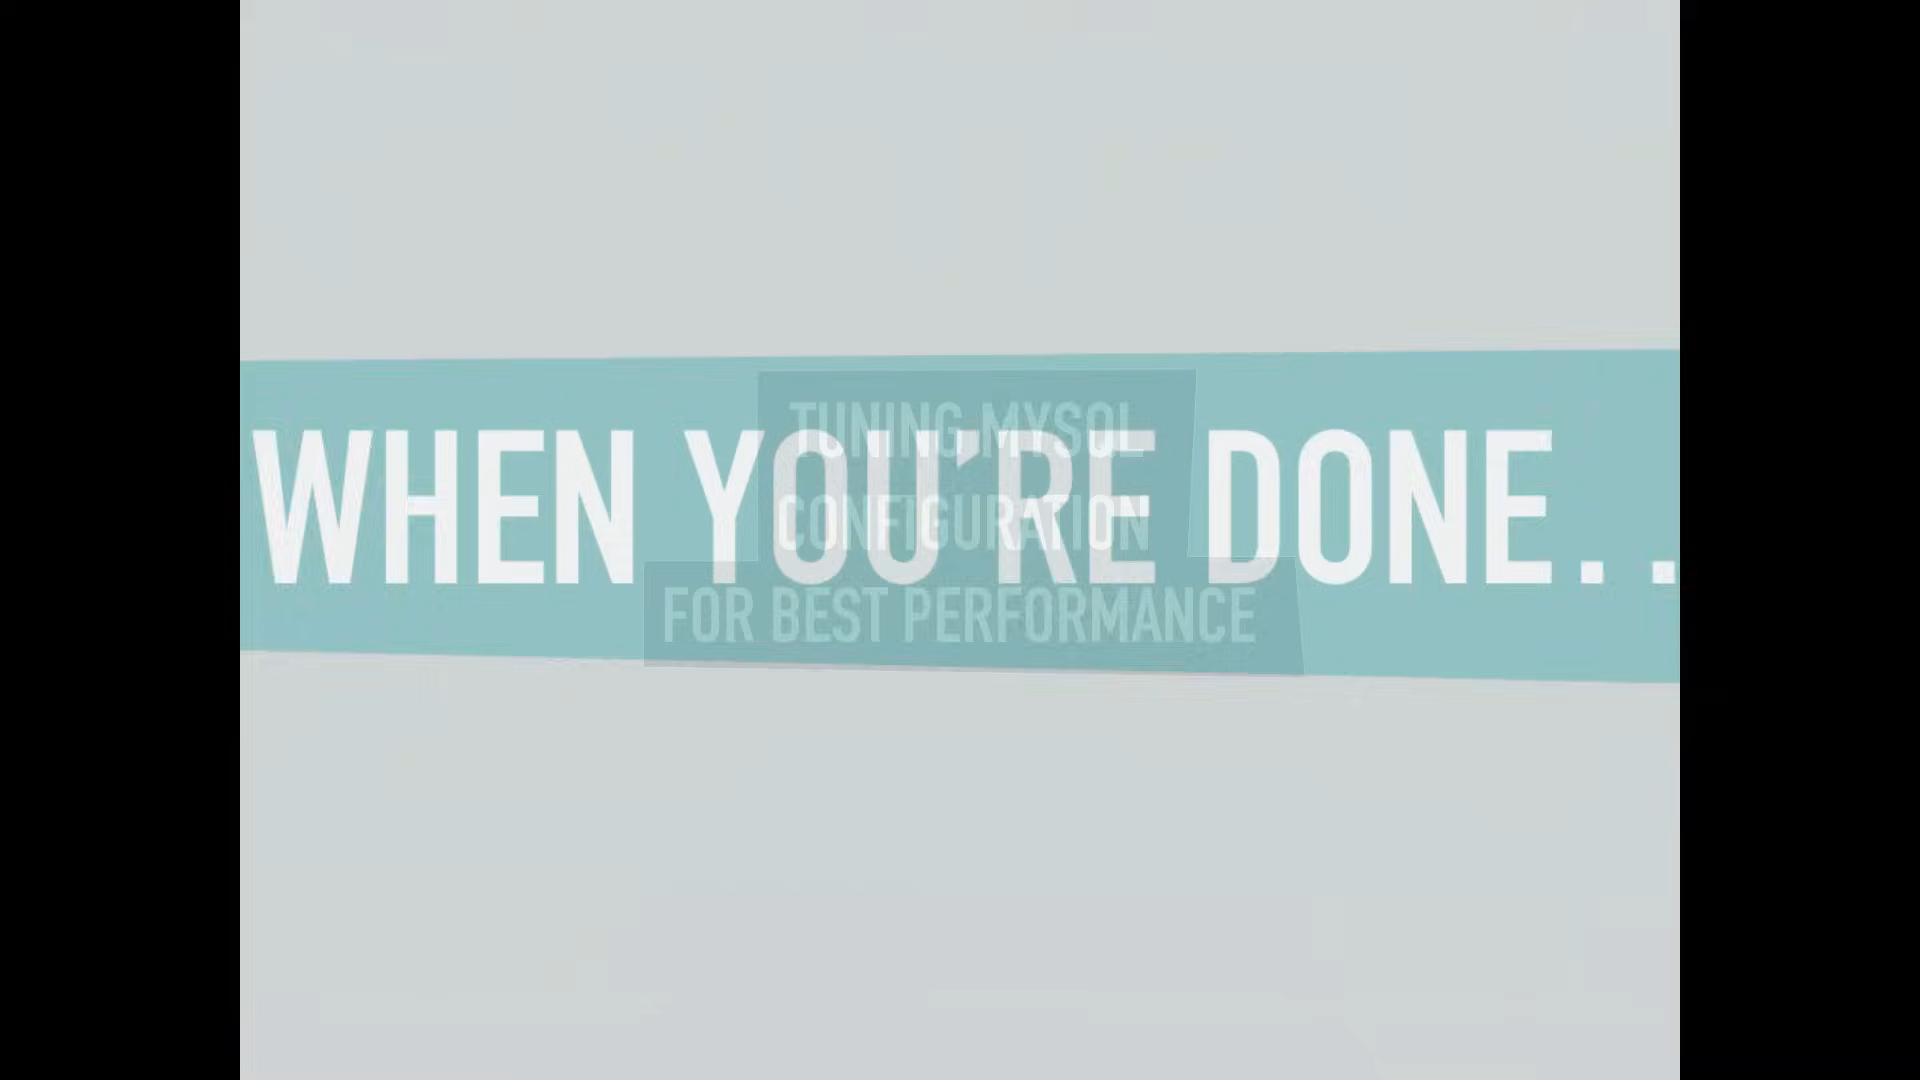 WHEN YOU'RE DONE..
TUNING MYSQL
CONFIGURATION
FOR BEST PERFORMANCE